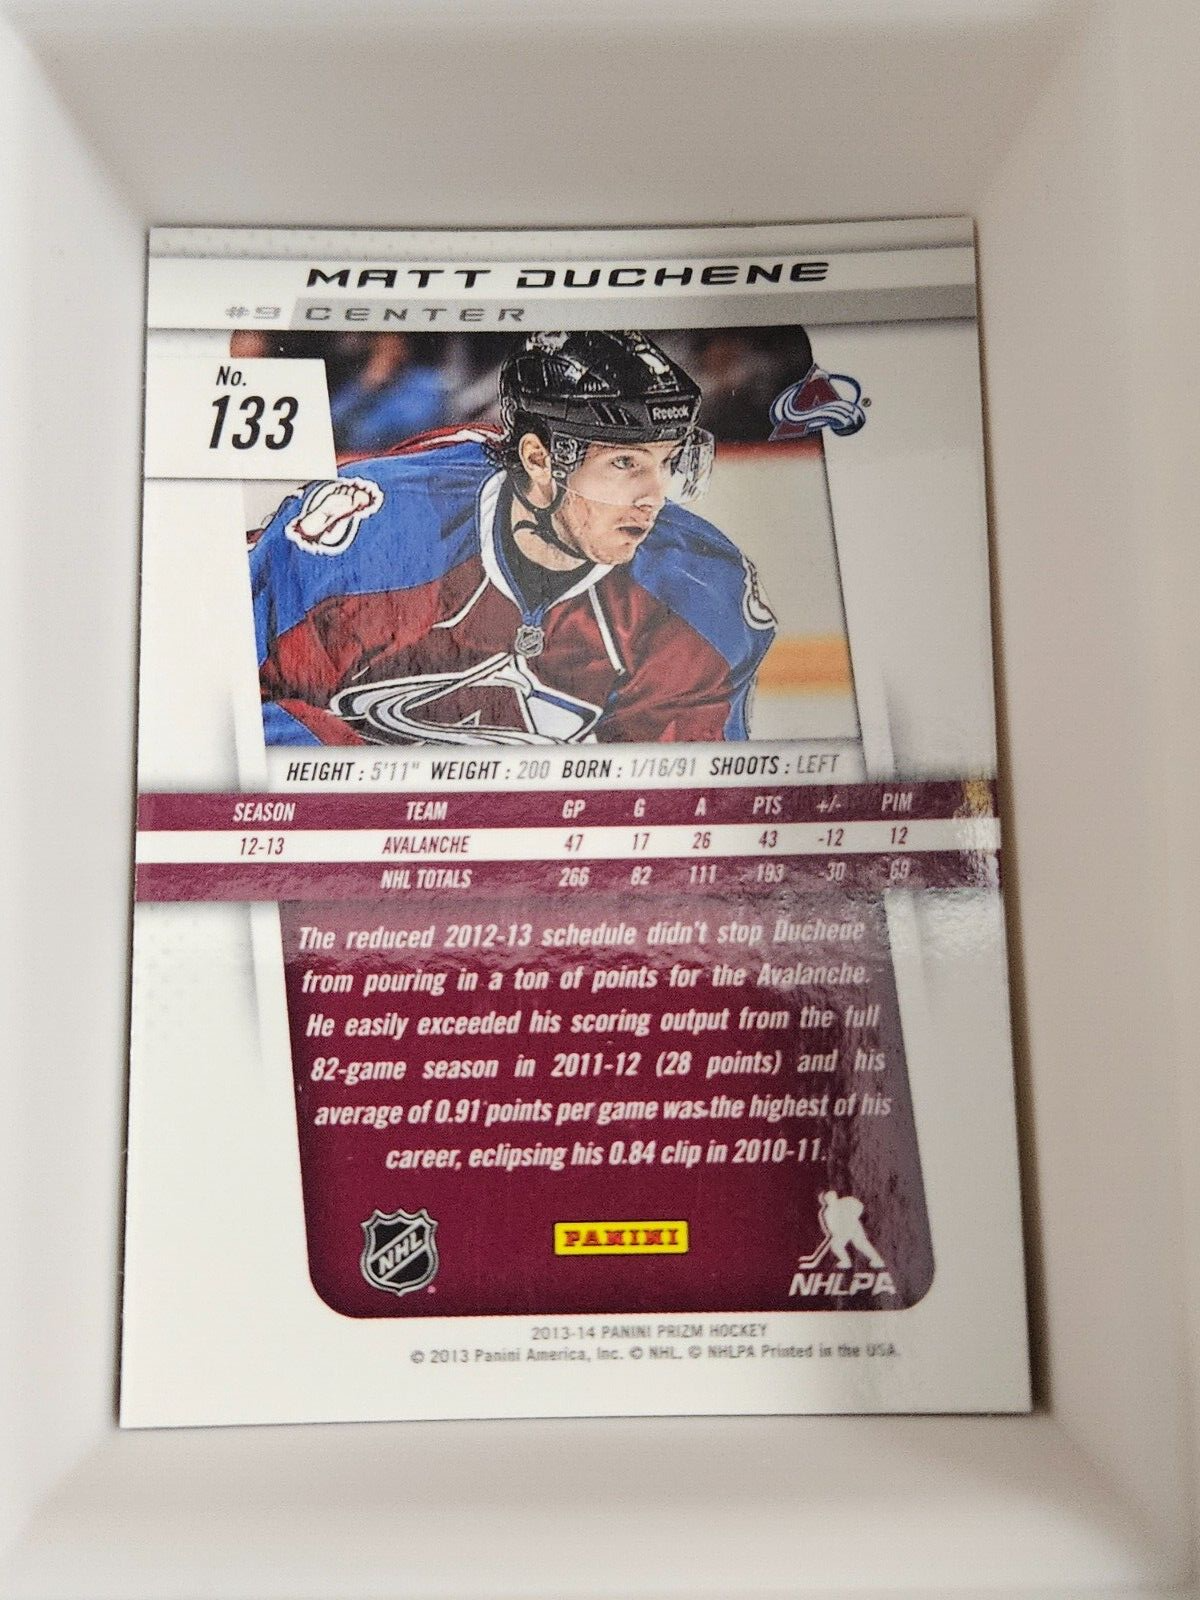 MATT DUCHENE
#9 CENTER
No.
133
Reebok
A
NHL
A
HEIGHT : 5'11" WEIGHT : 200 BORN : 1/16/91 SHOOTS : LEFT
SEASON TEAM GP G A PTS +/- PIM
12-13 AVALANCHE 47 17 26 43 -12 12
NHL TOTALS 266 82 111 193 -30 69
The reduced 2012-13 schedule didn't stop Duchene
from pouring in a ton of points for the Avalanche.
He easily exceeded his scoring output from the full
82-game season in 2011-12 (28 points) and his
average of 0.91 points per game was the highest of his
career, eclipsing his 0.84 clip in 2010-11.
NHL PANINI NHLPA
2013-14 PANINI PRIZM HOCKEY
© 2013 Panini America, Inc. © NHL. © NHLPA Printed in the USA.